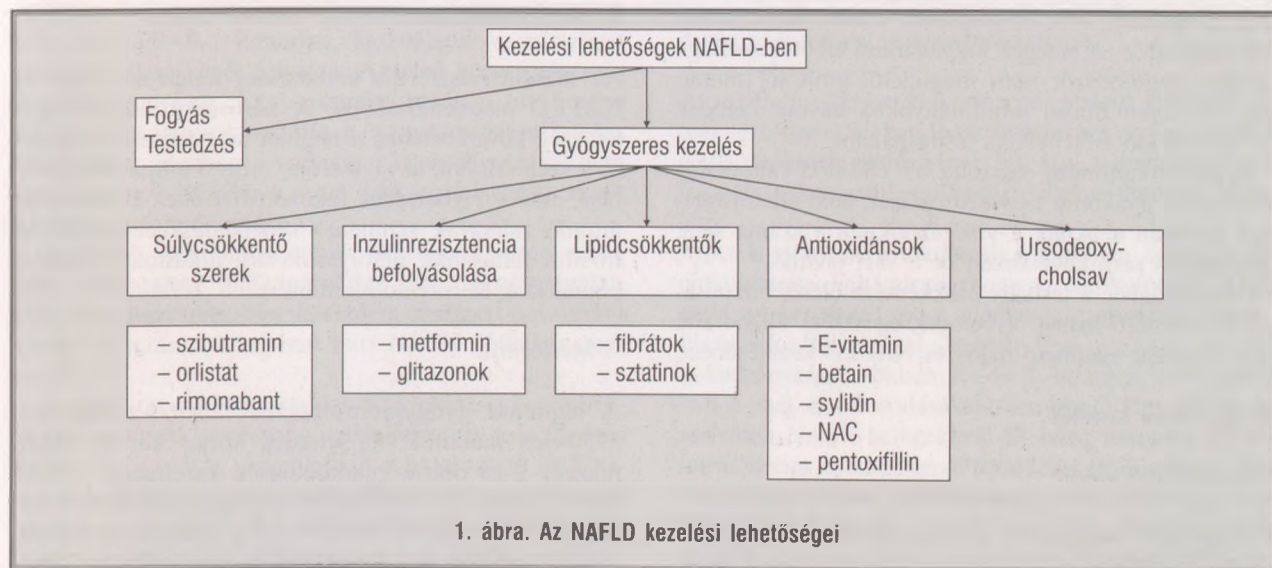 Kezelési lehetőségek NAFLD-ben
Fogyás
Testedzés
Gyógyszeres kezelés
Súlycsökkentő
szerek
Inzulinrezisztencia
befolyásolása
Lipidcsökkentők
Antioxidánsok
Ursodeoxy-
cholsav
– szibutramin
– orlistat
– rimonabant
– metformin
– glitazonok
– fibrátok
– sztatinok
– E-vitamin
– betain
– sylibin
– NAC
– pentoxifillin
1. ábra. Az NAFLD kezelési lehetőségei